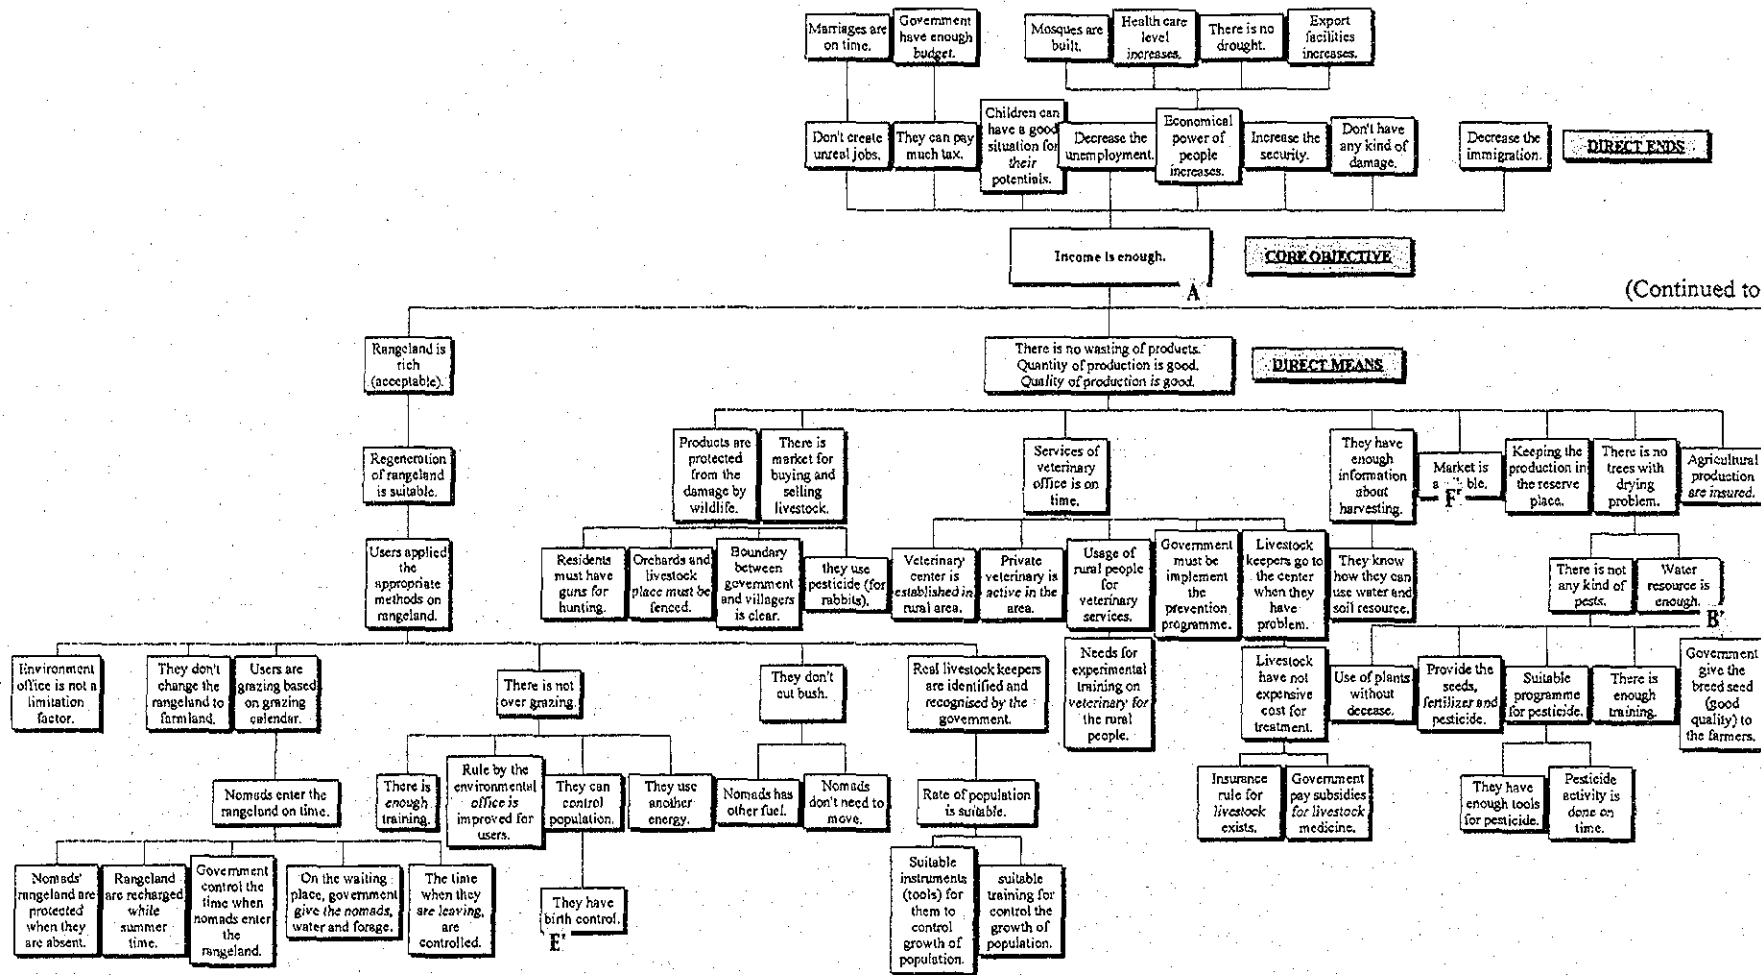 Marriages are
on time.
Government
have enough
budget.
Mosques are
built.
Health care
level
increases.
There is no
drought.
Export
facilities
increases.
Don't create
unreal jobs.
They can pay
much tax.
Children can
have a good
situation for
their
potentials.
Decrease the
unemployment.
Economical
power of
people
increases.
Increase the
security.
Don't have
any kind of
damage.
Decrease the
immigration.
DIRECT ENDS
Income is enough.
CORE OBJECTIVE
A
(Continued to
Rangeland is
rich
(acceptable).
There is no wasting of products.
Quantity of production is good.
Quality of production is good.
DIRECT MEANS
Regeneration
of rangeland
is suitable.
Products are
protected
from the
damage by
wildlife.
There is
market for
buying and
selling
livestock.
Services of
veterinary
office is on
time.
They have
enough
information
about
harvesting.
Market is
F'
Keeping the
production in
the reserve
place.
There is no
trees with
drying
problem.
Agricultural
production
are insured.
Users applied
the
appropriate
methods on
rangeland.
Residents
must have
guns for
hunting.
Orchards and
livestock
place must be
fenced.
Boundary
between
government
and villagers
is clear.
they use
pesticide (for
rabbits).
Veterinary
center is
established in
rural area.
Private
veterinary is
active in the
area.
Usage of
rural people
for
veterinary
services.
Government
must be
implement
the
prevention
programme.
Livestock
keepers go to
the center
when they
have
problem.
They know
how they can
use water and
soil resource.
There is not
any kind of
pests.
Water
resource is
enough.
B'
Environment
office is not a
limitation
factor.
They don't
change the
rangeland to
farmland.
Users are
grazing based
on grazing
calendar.
There is not
over grazing.
They don't
cut bush.
Real livestock keepers
are identified and
recognised by the
government.
Needs for
experimental
training on
veterinary for
the rural
people.
Livestock
have not
expensive
cost for
treatment.
Use of plants
without
decease.
Provide the
seeds,
fertilizer and
pesticide.
Suitable
programme
for pesticide.
There is
enough
training.
Government
give the
breed seed
(good
quality) to
the farmers.
Nomads enter the
rangeland on time.
There is
enough
training.
Rule by the
environmental
office is
improved for
users.
They can
control
population.
They use
another
energy.
Nomads has
other fuel.
Nomads
don't need to
move.
Rate of population
is suitable.
Insurance
rule for
livestock
exists.
Government
pay subsidies
for livestock
medicine.
They have
enough tools
for pesticide.
Pesticide
activity is
done on
time.
Nomads'
rangeland are
protected
when they
are absent.
Rangeland
are recharged
while
summer
time.
Government
control the
time when
nomads enter
the
rangeland.
On the waiting
place, government
give the nomads,
water and forage.
The time
when they
are leaving,
are
controlled.
They have
birth control.
E'
Suitable
instruments
(tools) for
them to
control
growth of
population.
suitable
training for
control the
growth of
population.